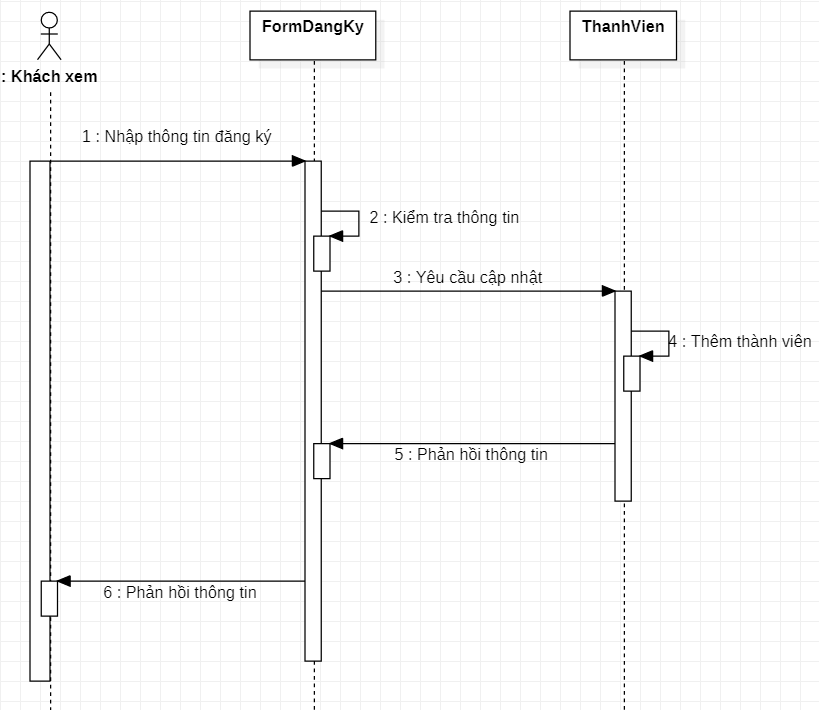 FormDangKy
ThanhVien
: Khách xem
1 : Nhập thông tin đăng ký
2 : Kiểm tra thông tin
3 : Yêu cầu cập nhật
4 : Thêm thành viên
5 : Phản hồi thông tin
6 : Phản hồi thông tin